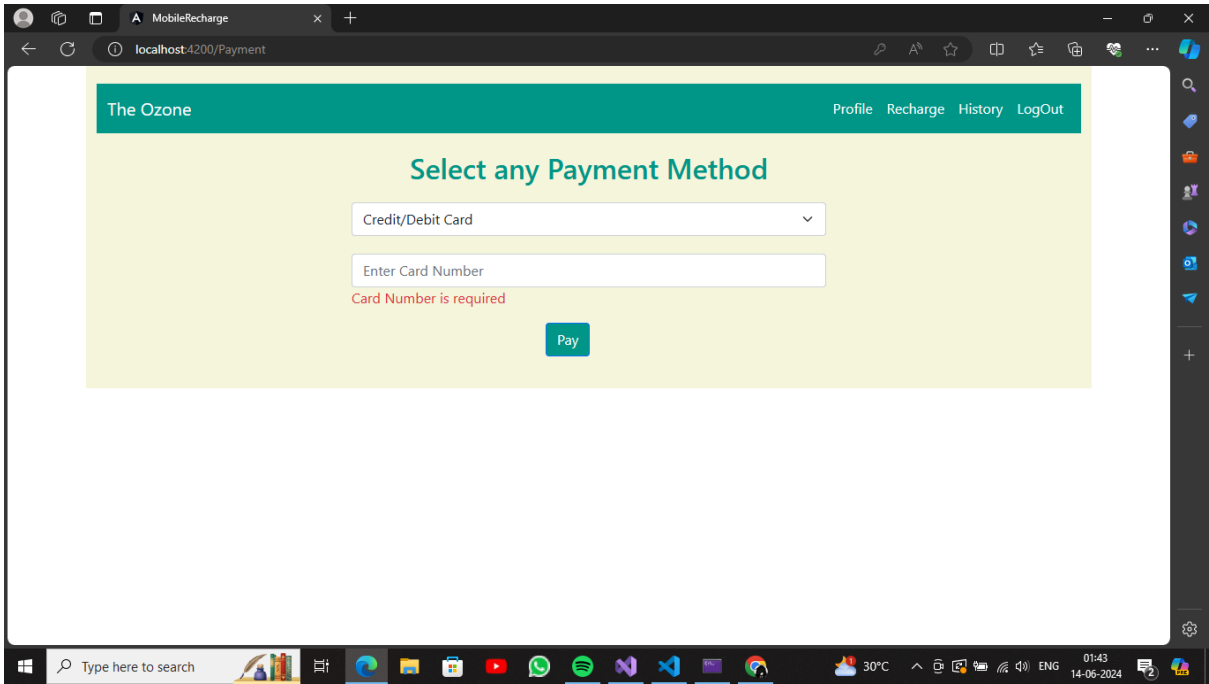 MobileRecharge
localhost:4200/Payment
The Ozone
Profile Recharge History LogOut
Select any Payment Method
Credit/Debit Card
Enter Card Number
Card Number is required
Pay
Type here to search
30°C
ENG
01:43
14-06-2024
2